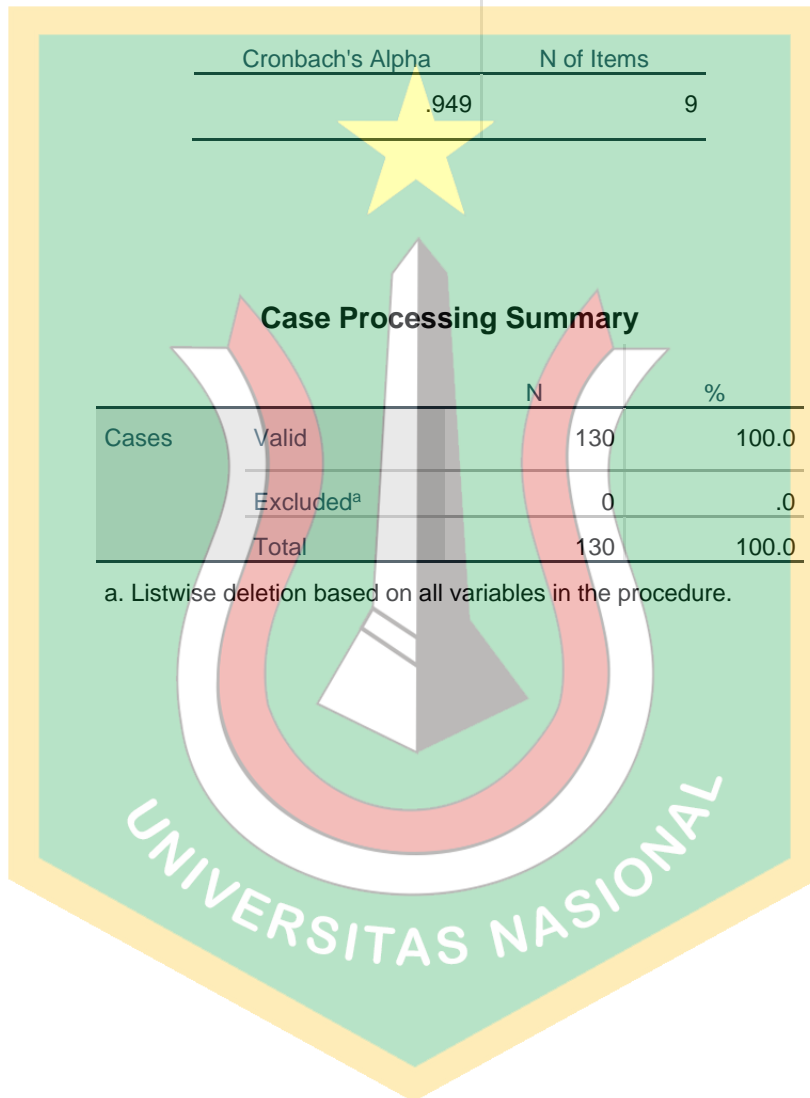 Cronbach's Alpha N of Items
.949 9
Case Processing Summary
N %
Cases Valid 130 100.0
Excludedᵃ 0 .0
Total 130 100.0
a. Listwise deletion based on all variables in the procedure.
UNIVERSITAS NASIONAL